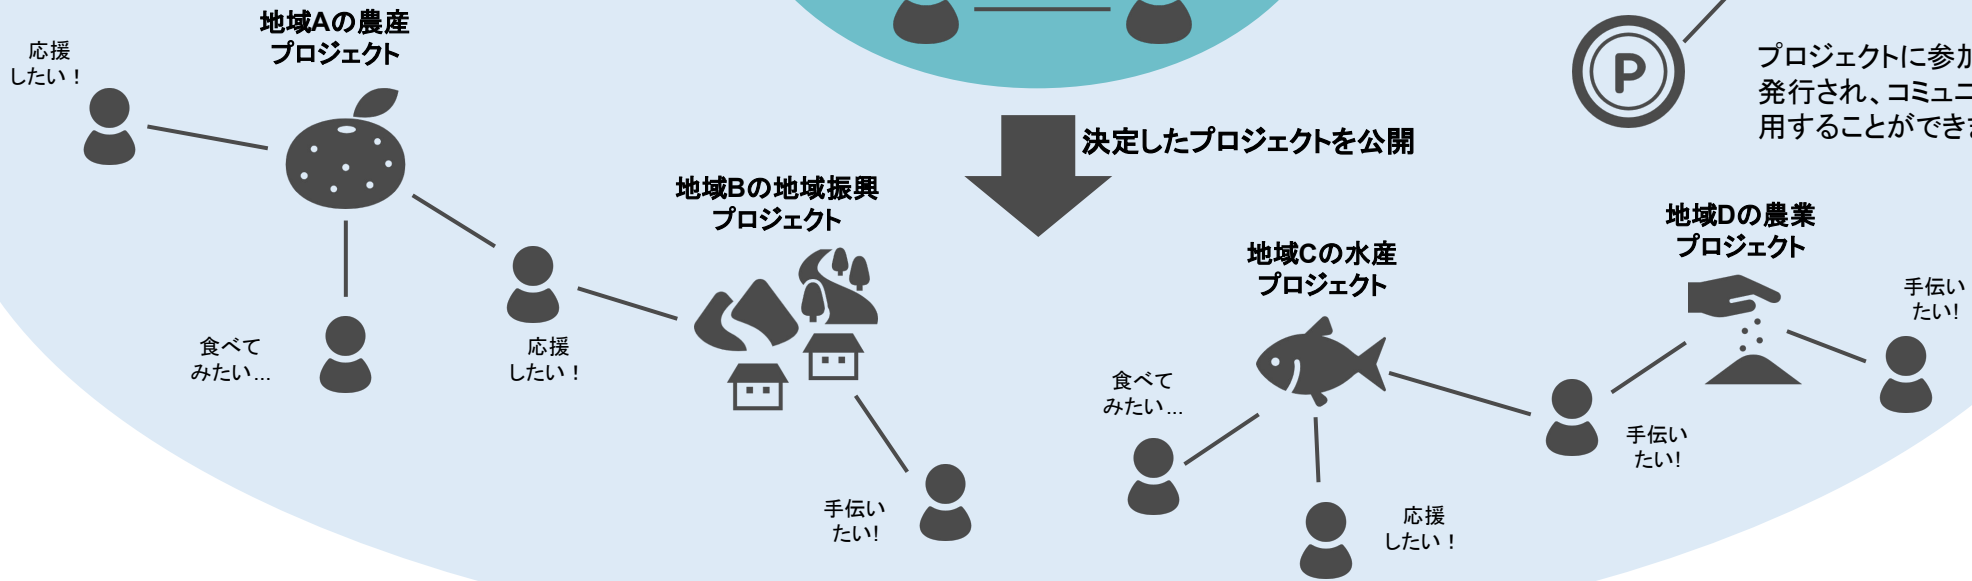 地域Aの農産
プロジェクト
応援
したい！
P
プロジェクトに参加
発行され、コミュニ
用することができ
決定したプロジェクトを公開
地域Bの地域振興
プロジェクト
地域Dの農業
プロジェクト
地域Cの水産
プロジェクト
手伝い
たい!
食べて
みたい...
応援
したい！
食べて
みたい...
手伝い
たい!
手伝い
たい!
応援
したい！